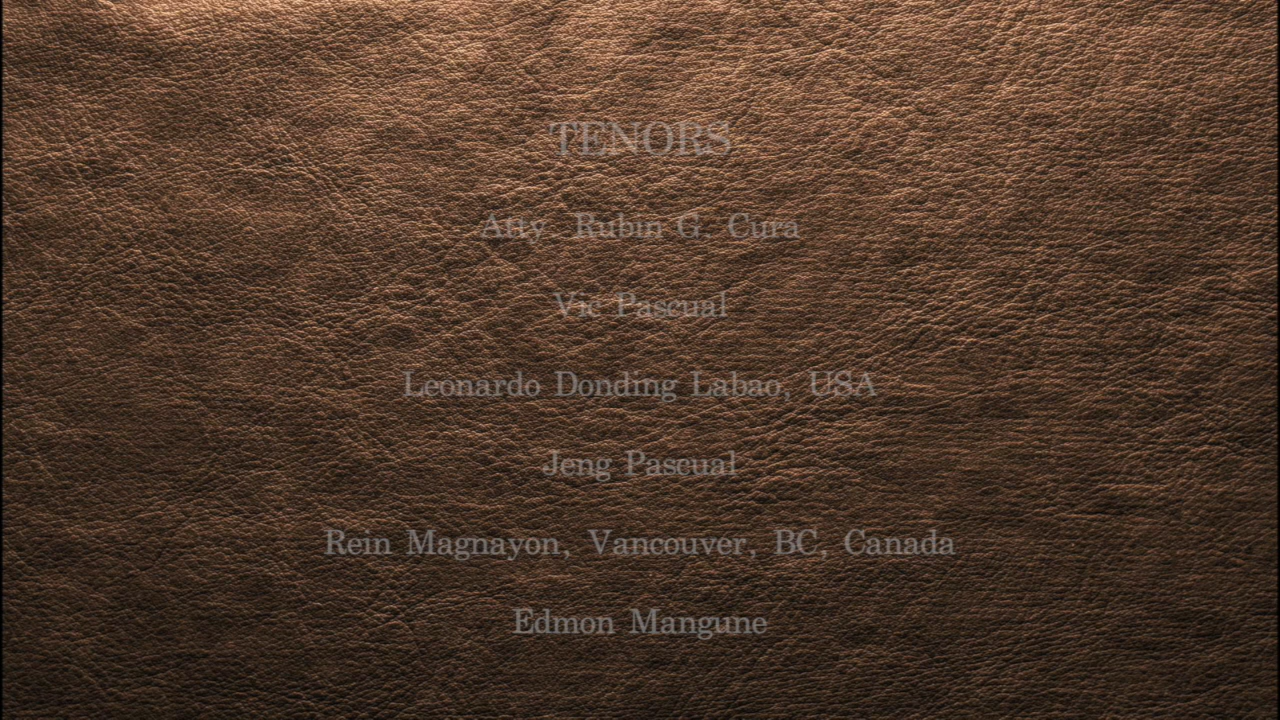 TENORS
Atty. Rubin G. Cura
Vic Pascual
Leonardo Donding Labao, USA
Jeng Pascual
Rein Magnayon, Vancouver, BC, Canada
Edmon Mangune